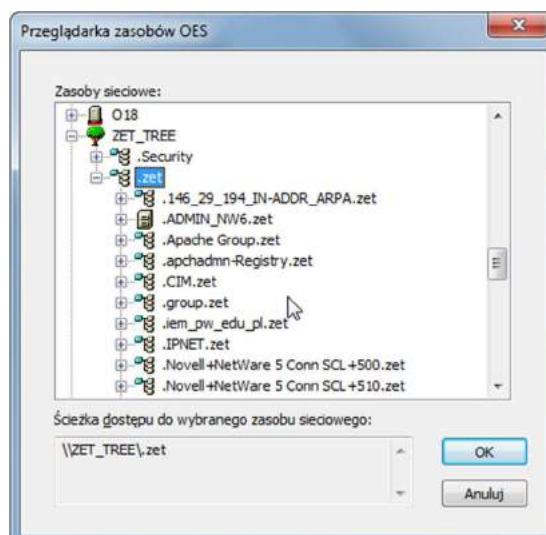 Przeglądarka zasobów OES
Zasoby sieciowe:
O18
ZET_TREE
.Security
.zet
.146_29_194_IN-ADDR_ARPA.zet
.ADMIN_NW6.zet
.Apache Group.zet
.apchadmn-Registry.zet
.CIM.zet
.group.zet
.iem_pw_edu_pl.zet
.IPNET.zet
.Novell+NetWare 5 Conn SCL+500.zet
.Novell+NetWare 5 Conn SCL+510.zet
Ścieżka dostępu do wybranego zasobu sieciowego:
\\ZET_TREE\.zet
OK
Anuluj